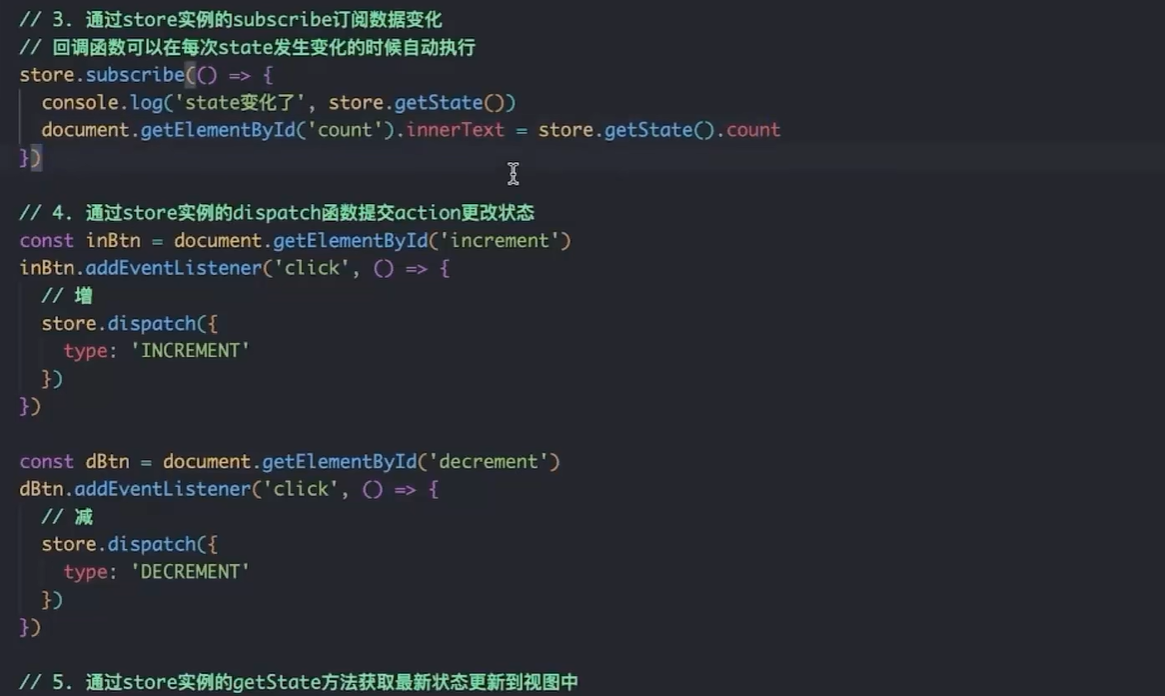 // 3. 通过store实例的subscribe订阅数据变化
// 回调函数可以在每次state发生变化的时候自动执行
store.subscribe(() => {
  console.log('state变化了', store.getState())
  document.getElementById('count').innerText = store.getState().count
})
// 4. 通过store实例的dispatch函数提交action更改状态
const inBtn = document.getElementById('increment')
inBtn.addEventListener('click', () => {
  // 增
  store.dispatch({
    type: 'INCREMENT'
  })
})
const dBtn = document.getElementById('decrement')
dBtn.addEventListener('click', () => {
  // 减
  store.dispatch({
    type: 'DECREMENT'
  })
})
// 5. 通过store实例的getState方法获取最新状态更新到视图中